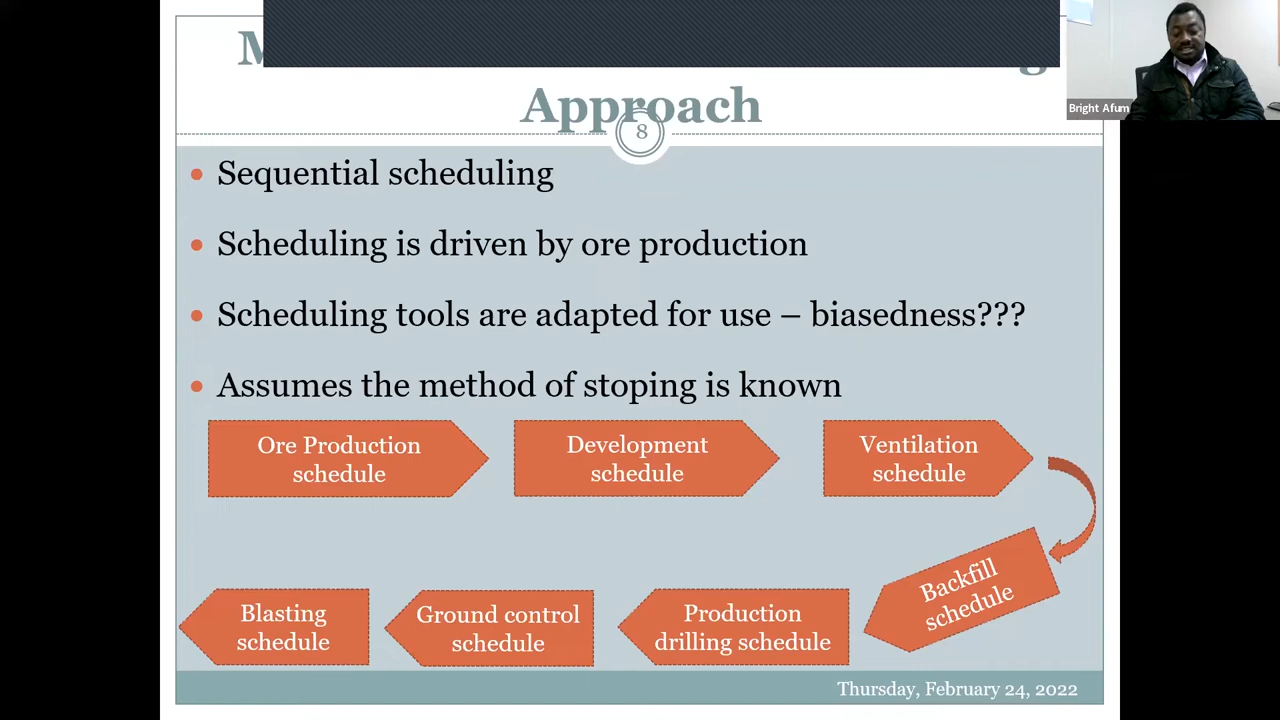 Approach
8
Bright Afum
Sequential scheduling
Scheduling is driven by ore production
Scheduling tools are adapted for use – biasedness???
Assumes the method of stoping is known
Ore Production
schedule
Development
schedule
Ventilation
schedule
Backfill
schedule
Production
drilling schedule
Ground control
schedule
Blasting
schedule
Thursday, February 24, 2022